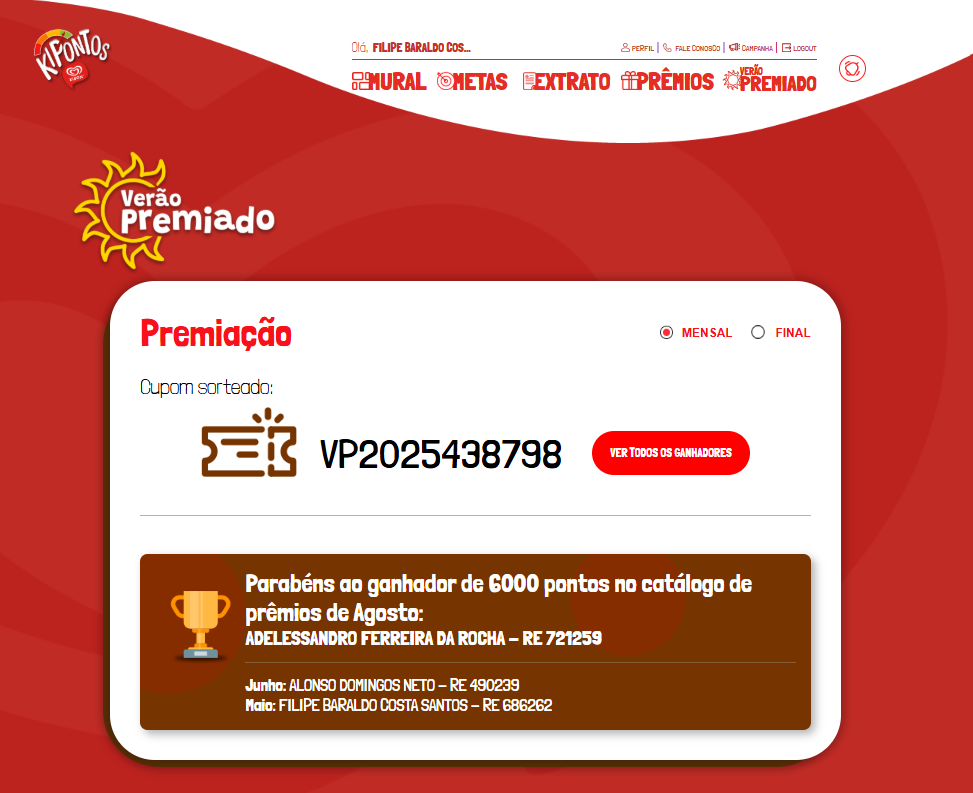 KIPONTOS
KIBON
Olá, FILIPE BARALDO COS...
PERFIL | FALE CONOSCO | CAMPANHA | LOGOUT
MURAL METAS EXTRATO PRÊMIOS VERÃO PREMIADO
Verão
Premiado
Premiação
MENSAL FINAL
Cupom sorteado:
VP2025438798
VER TODOS OS GANHADORES
Parabéns ao ganhador de 6000 pontos no catálogo de
prêmios de Agosto:
ADELESSANDRO FERREIRA DA ROCHA – RE 721259
Junho: ALONSO DOMINGOS NETO – RE 490239
Maio: FILIPE BARALDO COSTA SANTOS – RE 686262